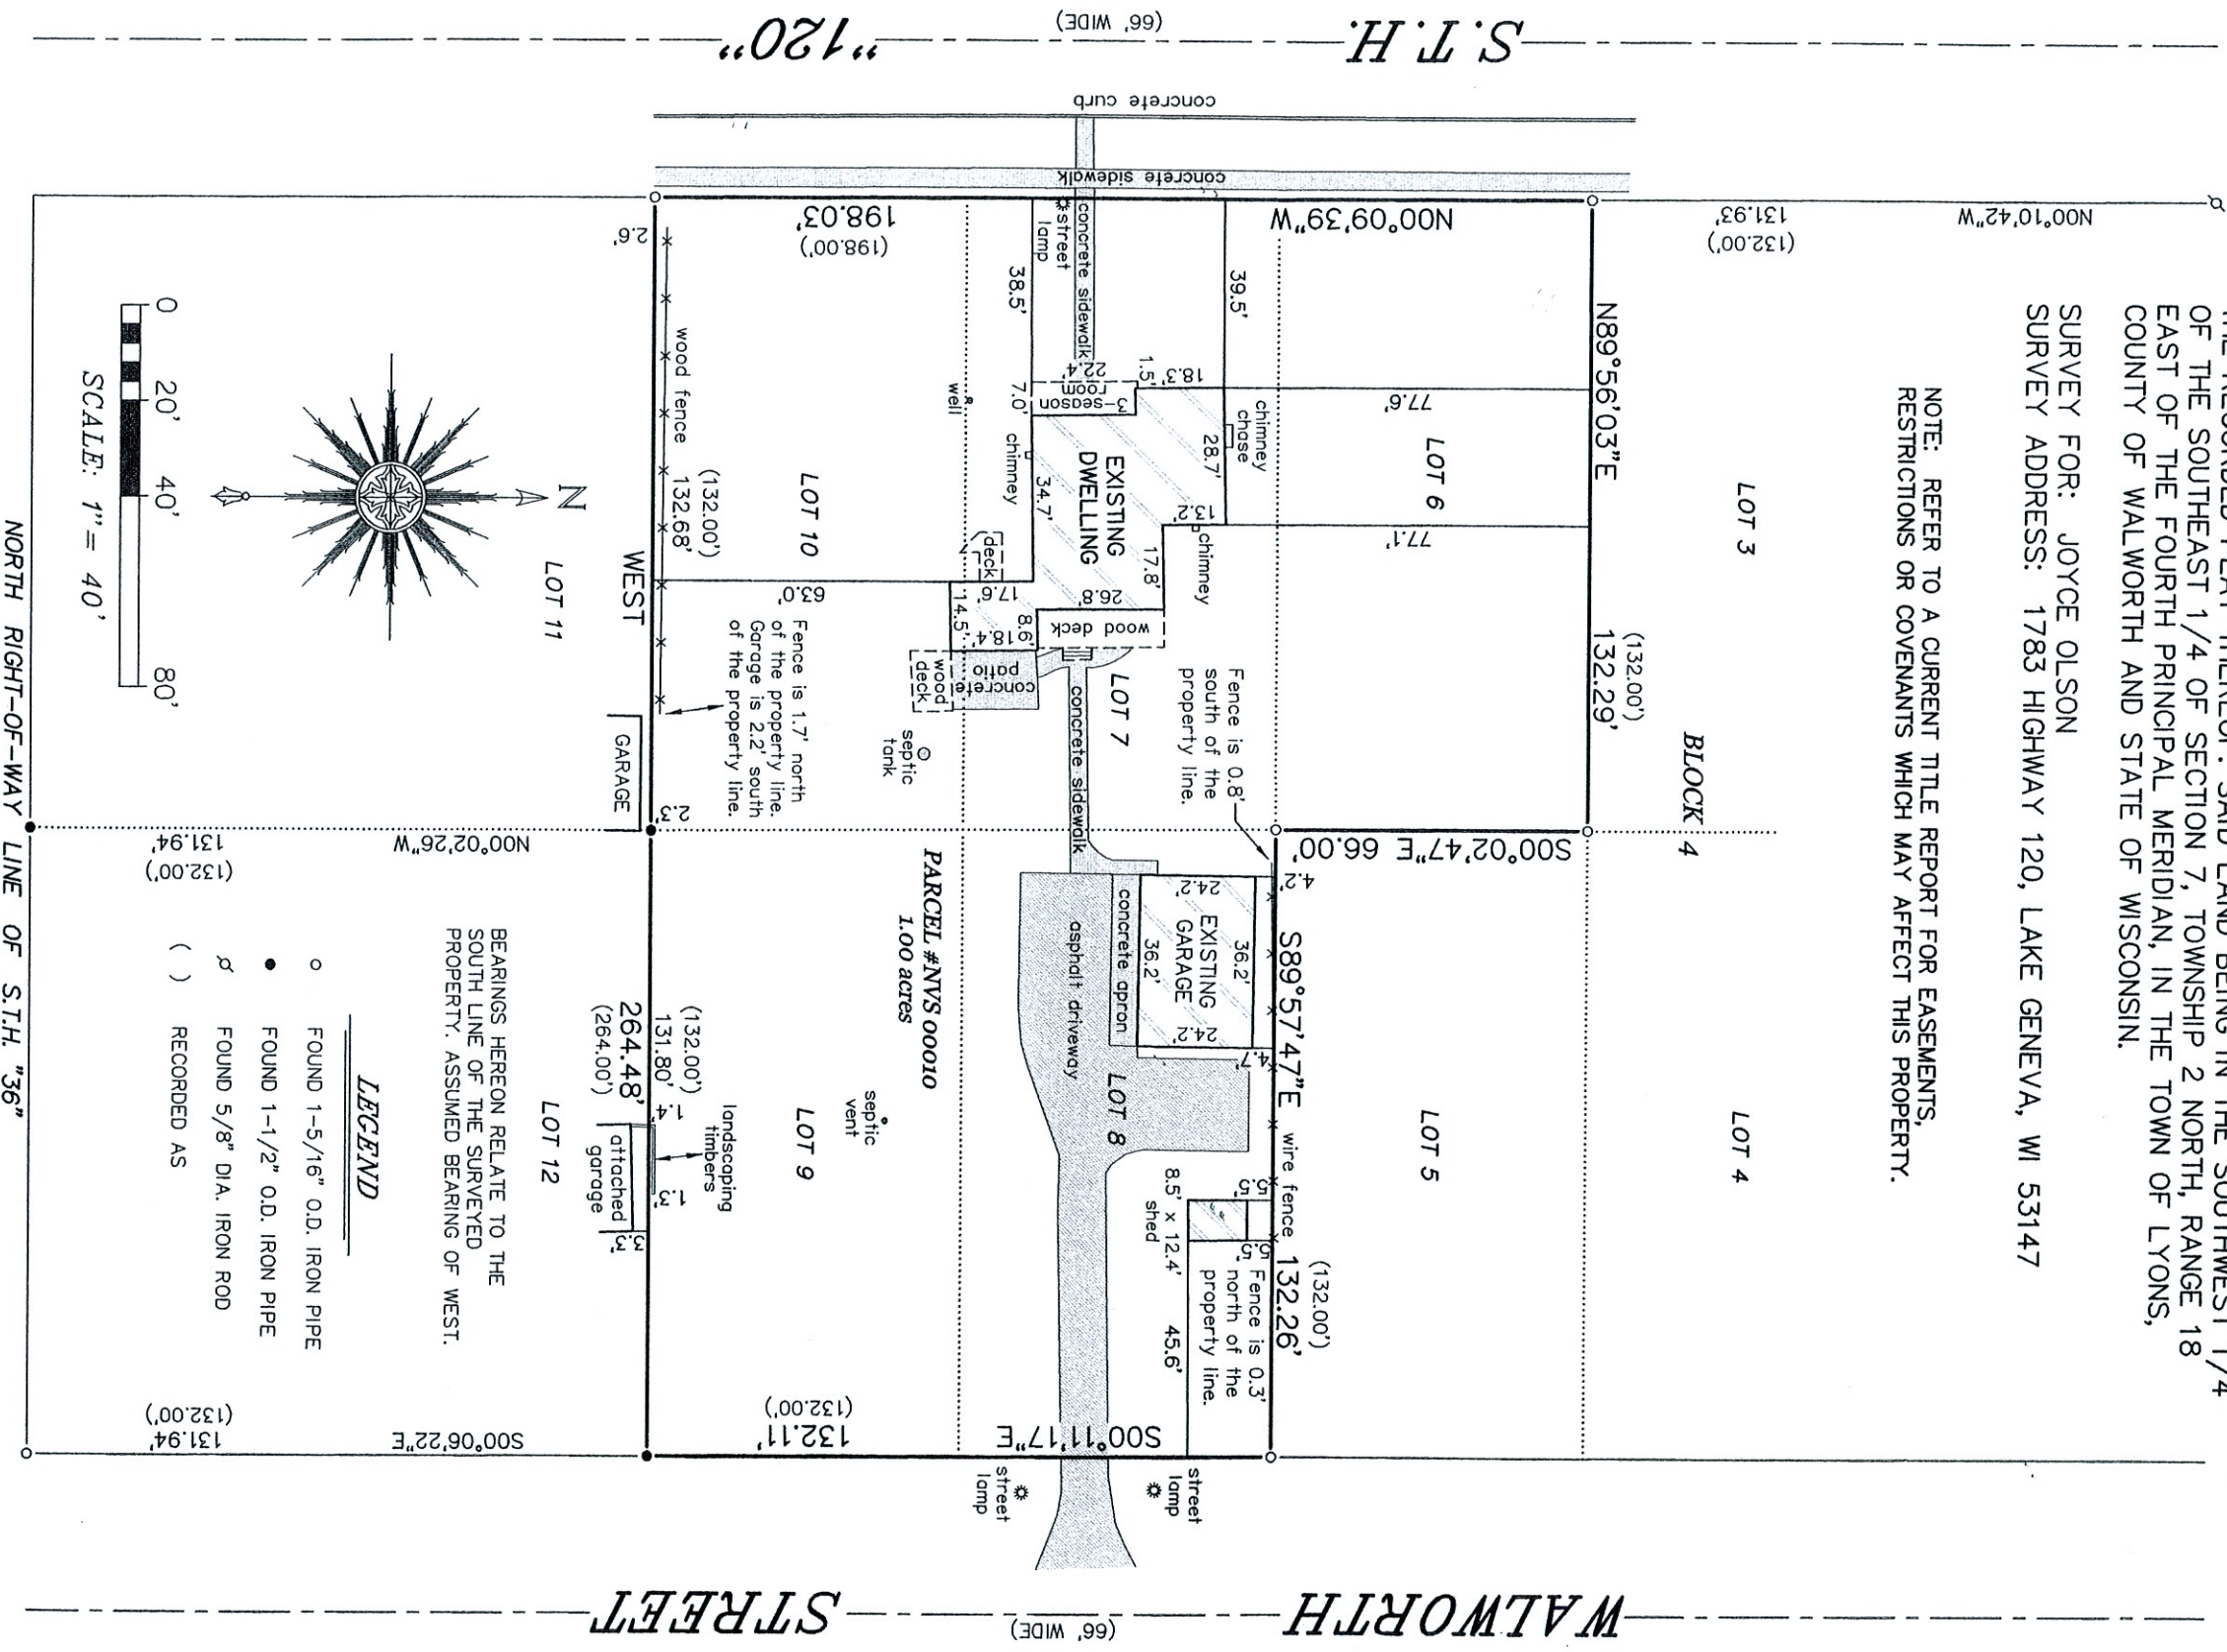 THE RECORDED PLAT THEREOF. SAID LAND BEING IN THE SOUTHWEST 1/4
OF THE SOUTHEAST 1/4 OF SECTION 7, TOWNSHIP 2 NORTH, RANGE 18
EAST OF THE FOURTH PRINCIPAL MERIDIAN, IN THE TOWN OF LYONS,
COUNTY OF WALWORTH AND STATE OF WISCONSIN.
SURVEY FOR: JOYCE OLSON
SURVEY ADDRESS: 1783 HIGHWAY 120, LAKE GENEVA, WI 53147
NOTE: REFER TO A CURRENT TITLE REPORT FOR EASEMENTS,
RESTRICTIONS OR COVENANTS WHICH MAY AFFECT THIS PROPERTY.
S.T.H. "120"
(66' WIDE)
concrete curb
concrete sidewalk
N00°10'42"W
131.93'
(132.00')
LOT 3
BLOCK 4
LOT 4
N89°56'03"E
(132.00')
132.29'
N00°09'39"W
198.03'
(198.00')
LOT 6
77.6'
77.1'
S00°02'47"E 66.00'
LOT 5
39.5'
38.5'
concrete sidewalk
street
lamp
chimney
chase
28.7'
18.3'
1.5'
22.4'
3-season
room
7.0'
EXISTING
DWELLING
13.2'
chimney
17.8'
26.8'
34.7'
chimney
well
deck
17.6'
14.5'
18.4'
8.6'
wood deck
concrete
patio
wood
deck
63.0'
LOT 7
concrete sidewalk
Fence is 0.8'
south of the
property line.
septic
tank
LOT 10
(132.00')
132.68'
wood fence
2.6'
WEST
Fence is 1.7' north
of the property line.
Garage is 2.2' south
of the property line.
2.3'
GARAGE
LOT 11
N
0 20' 40' 80'
SCALE: 1"= 40'
S89°57'47"E
wire fence
(132.00')
132.26'
4.2'
24.2'
EXISTING
GARAGE
36.2'
36.2'
24.2'
4.7'
concrete apron
asphalt driveway
LOT 8
5.5'
5.5'
8.5' x 12.4'
shed
Fence is 0.3'
north of the
property line.
45.6'
PARCEL #NVS 00010
1.00 acres
septic
vent
LOT 9
S00°11'17"E
132.11'
(132.00')
street
lamp
street
lamp
landscaping
timbers
1.4'
1.3'
(132.00')
131.80'
264.48'
(264.00')
attached
garage
3.3'
LOT 12
N00°02'26"W
131.94'
(132.00')
S00°06'22"E
131.94'
(132.00')
BEARINGS HEREON RELATE TO THE
SOUTH LINE OF THE SURVEYED
PROPERTY. ASSUMED BEARING OF WEST.
LEGEND
FOUND 1-5/16" O.D. IRON PIPE
FOUND 1-1/2" O.D. IRON PIPE
FOUND 5/8" DIA. IRON ROD
( ) RECORDED AS
NORTH RIGHT-OF-WAY LINE OF S.T.H. "36"
WALWORTH STREET
(66' WIDE)